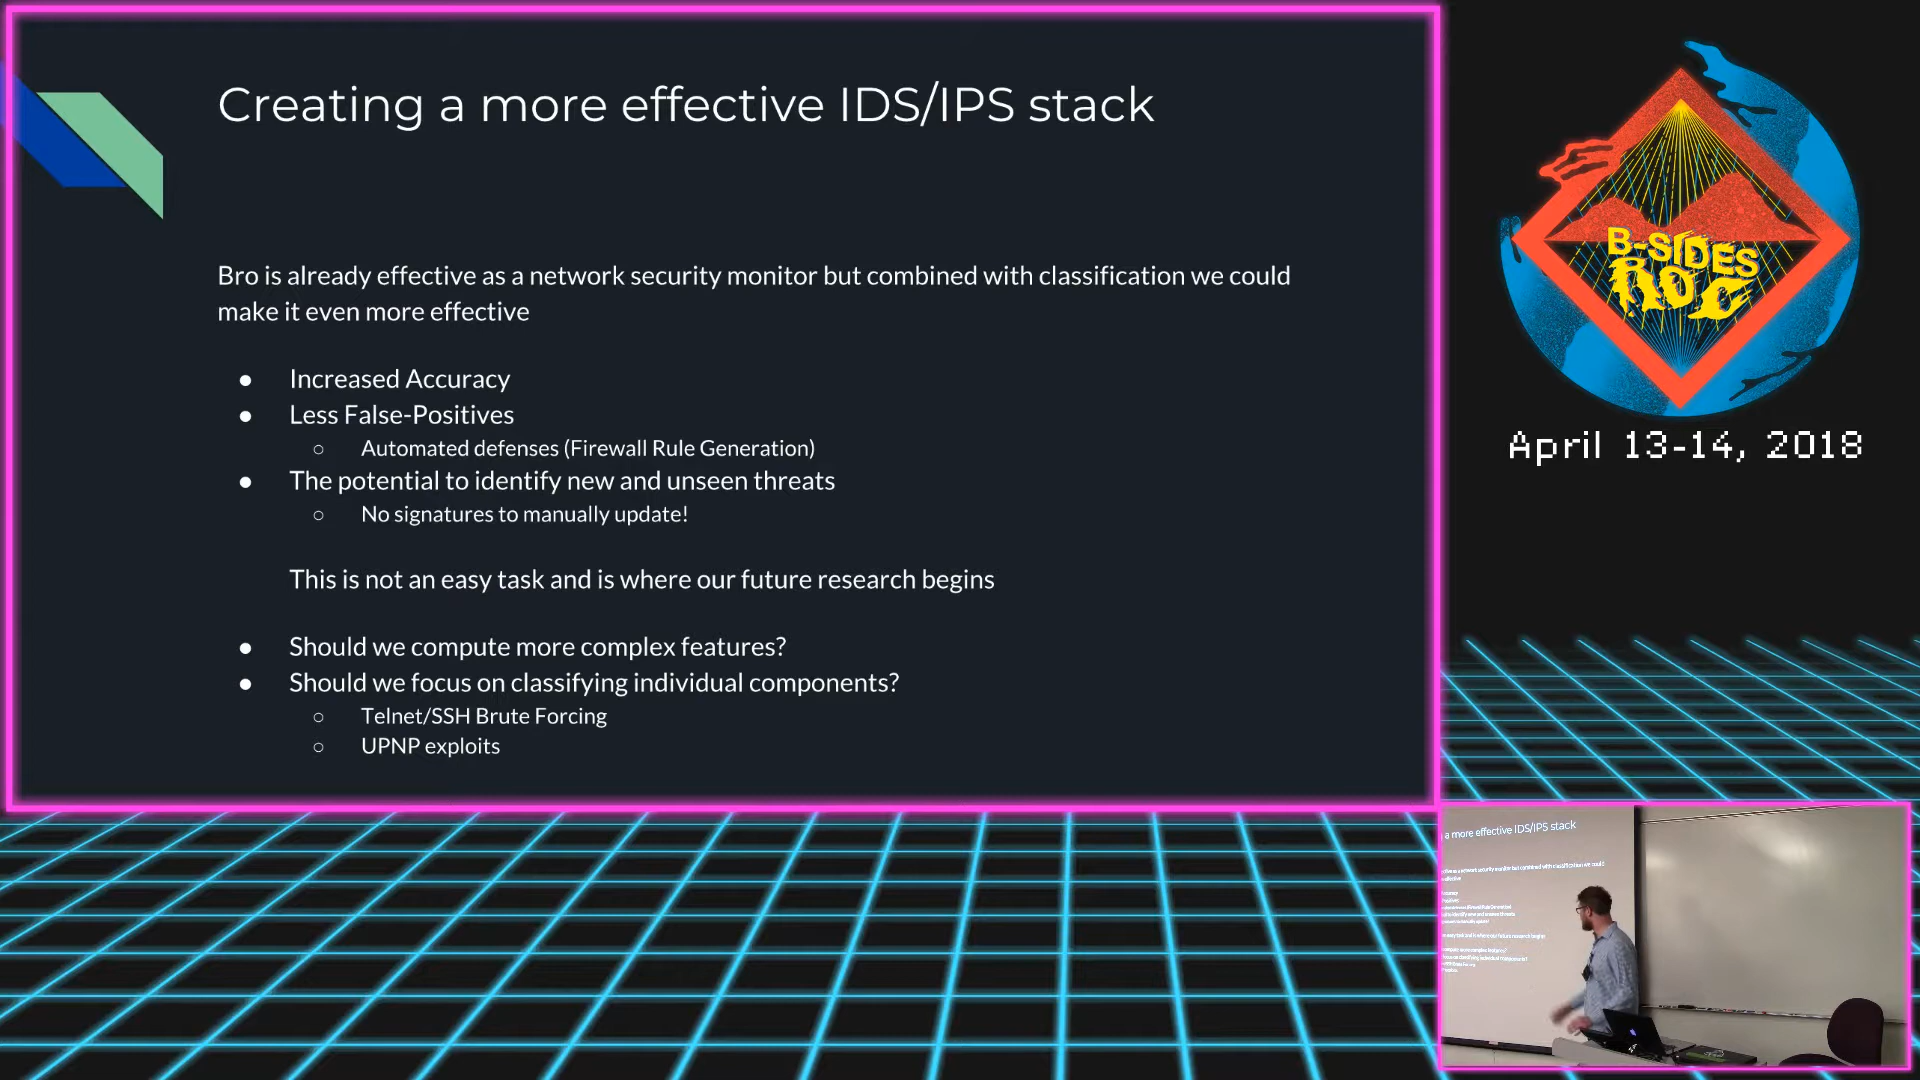 Creating a more effective IDS/IPS stack
Bro is already effective as a network security monitor but combined with classification we could
make it even more effective
● Increased Accuracy
● Less False-Positives
○ Automated defenses (Firewall Rule Generation)
● The potential to identify new and unseen threats
○ No signatures to manually update!
This is not an easy task and is where our future research begins
● Should we compute more complex features?
● Should we focus on classifying individual components?
○ Telnet/SSH Brute Forcing
○ UPNP exploits
B-SIDES
ROC
April 13-14, 2018
a more effective IDS/IPS stack